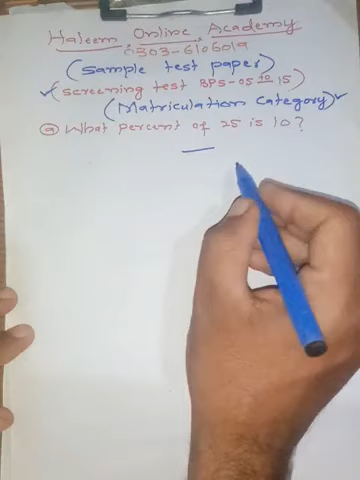 Haleem Online Academy
0303-6106019
(Sample test paper)
(Screening test BPS-05 to 15)
(Matriculation Category)
@ What percent of 25 is 10?